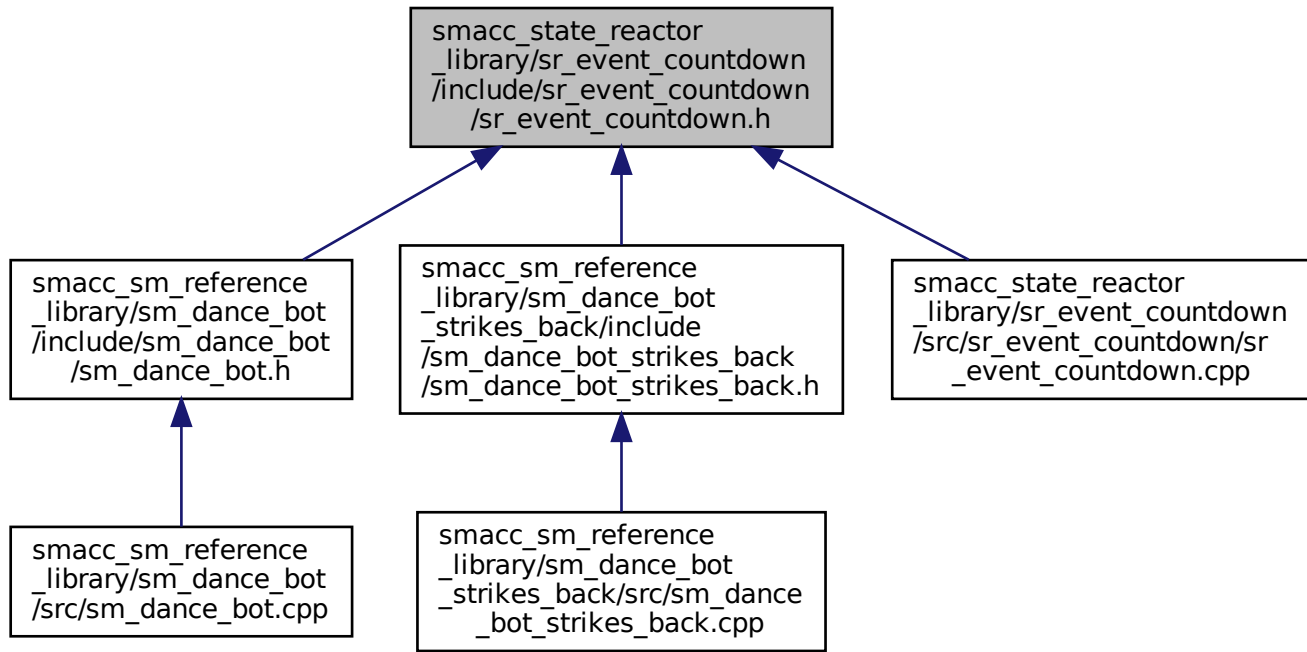 smacc_state_reactor
_library/sr_event_countdown
/include/sr_event_countdown
/sr_event_countdown.h
smacc_sm_reference
_library/sm_dance_bot
/include/sm_dance_bot
/sm_dance_bot.h
smacc_sm_reference
_library/sm_dance_bot
_strikes_back/include
/sm_dance_bot_strikes_back
/sm_dance_bot_strikes_back.h
smacc_state_reactor
_library/sr_event_countdown
/src/sr_event_countdown/sr
_event_countdown.cpp
smacc_sm_reference
_library/sm_dance_bot
/src/sm_dance_bot.cpp
smacc_sm_reference
_library/sm_dance_bot
_strikes_back/src/sm_dance
_bot_strikes_back.cpp